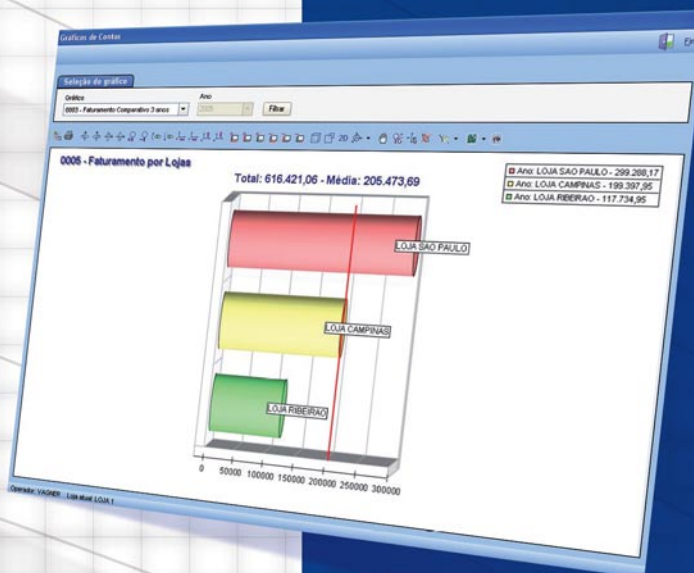 Gráficos de Contas
Seleção do gráfico
Gráfico
Ano
0003 - Faturamento Comparativo 3 anos
2005
Filtrar
2D
0006 - Faturamento por Lojas
Total: 616.421,06 - Média: 205.473,69
Ano: LOJA SAO PAULO - 299.288,17
Ano: LOJA CAMPINAS - 199.397,95
Ano: LOJA RIBEIRAO - 117.734,95
LOJA SAO PAULO
LOJA CAMPINAS
LOJA RIBEIRAO
0 50000 100000 150000 200000 250000 300000
Operador: VAGNER Loja atual: LOJA 1